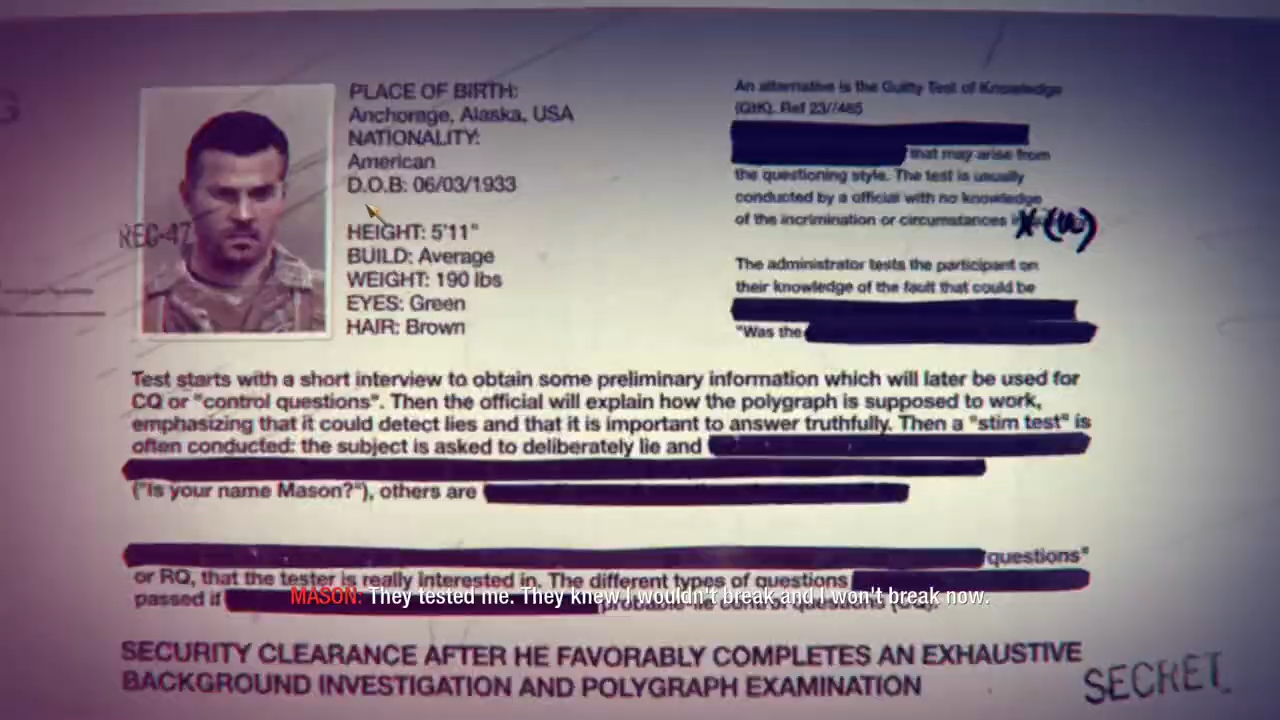 PLACE OF BIRTH:
Anchorage, Alaska, USA
NATIONALITY:
American
D.O.B: 06/03/1933
HEIGHT: 5'11"
BUILD: Average
WEIGHT: 190 lbs
EYES: Green
HAIR: Brown
REC-47
An alternative is the Guilty Test of Knowledge
(GHK). Ref 23//485
that may arise from
the questioning style. The test is usually
conducted by a official with no knowledge
of the incrimination or circumstances
X (W)
The administrator tests the participant on
their knowledge of the fault that could be
"Was the
Test starts with a short interview to obtain some preliminary information which will later be used for
CQ or "control questions". Then the official will explain how the polygraph is supposed to work,
emphasizing that it could detect lies and that it is important to answer truthfully. Then a "stim test" is
often conducted: the subject is asked to deliberately lie and
("Is your name Mason?"), others are
questions"
or RQ, that the tester is really interested in. The different types of questions
passed if
MASON: They tested me. They knew I wouldn't break and I won't break now.
SECURITY CLEARANCE AFTER HE FAVORABLY COMPLETES AN EXHAUSTIVE
BACKGROUND INVESTIGATION AND POLYGRAPH EXAMINATION
SECRET